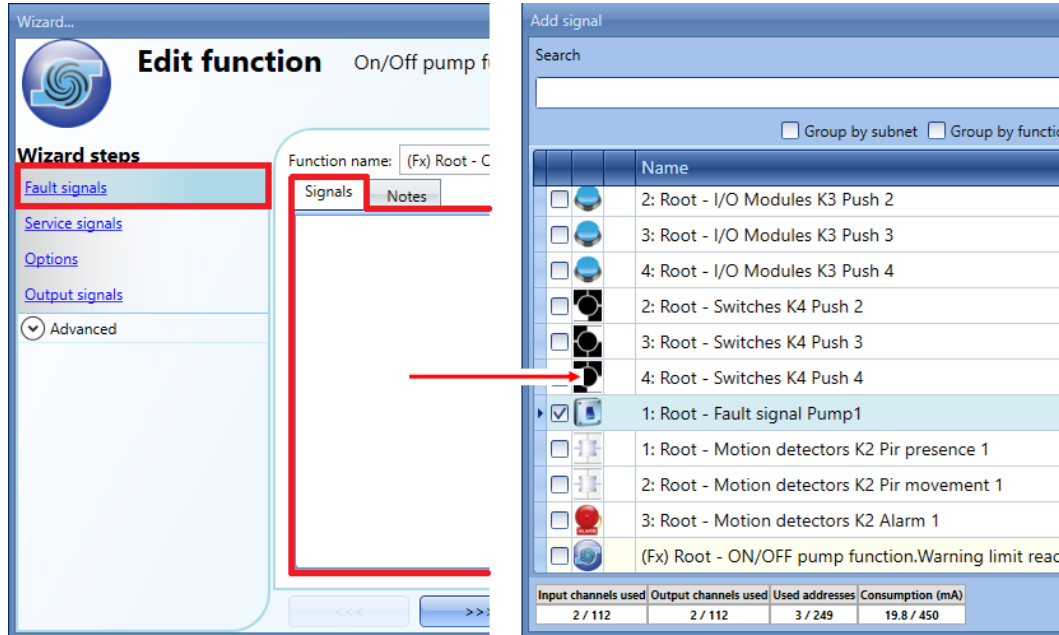 Wizard...
Edit function On/Off pump f
Wizard steps
Fault signals
Service signals
Options
Output signals
Advanced
Function name: (Fx) Root - C
Signals Notes
<<< >>>
Add signal
Search
Group by subnet Group by functio
Name
2: Root - I/O Modules K3 Push 2
3: Root - I/O Modules K3 Push 3
4: Root - I/O Modules K3 Push 4
2: Root - Switches K4 Push 2
3: Root - Switches K4 Push 3
4: Root - Switches K4 Push 4
1: Root - Fault signal Pump1
1: Root - Motion detectors K2 Pir presence 1
2: Root - Motion detectors K2 Pir movement 1
ALARM 3: Root - Motion detectors K2 Alarm 1
(Fx) Root - ON/OFF pump function.Warning limit reac
Input channels used Output channels used Used addresses Consumption (mA)
2 / 112 2 / 112 3 / 249 19.8 / 450